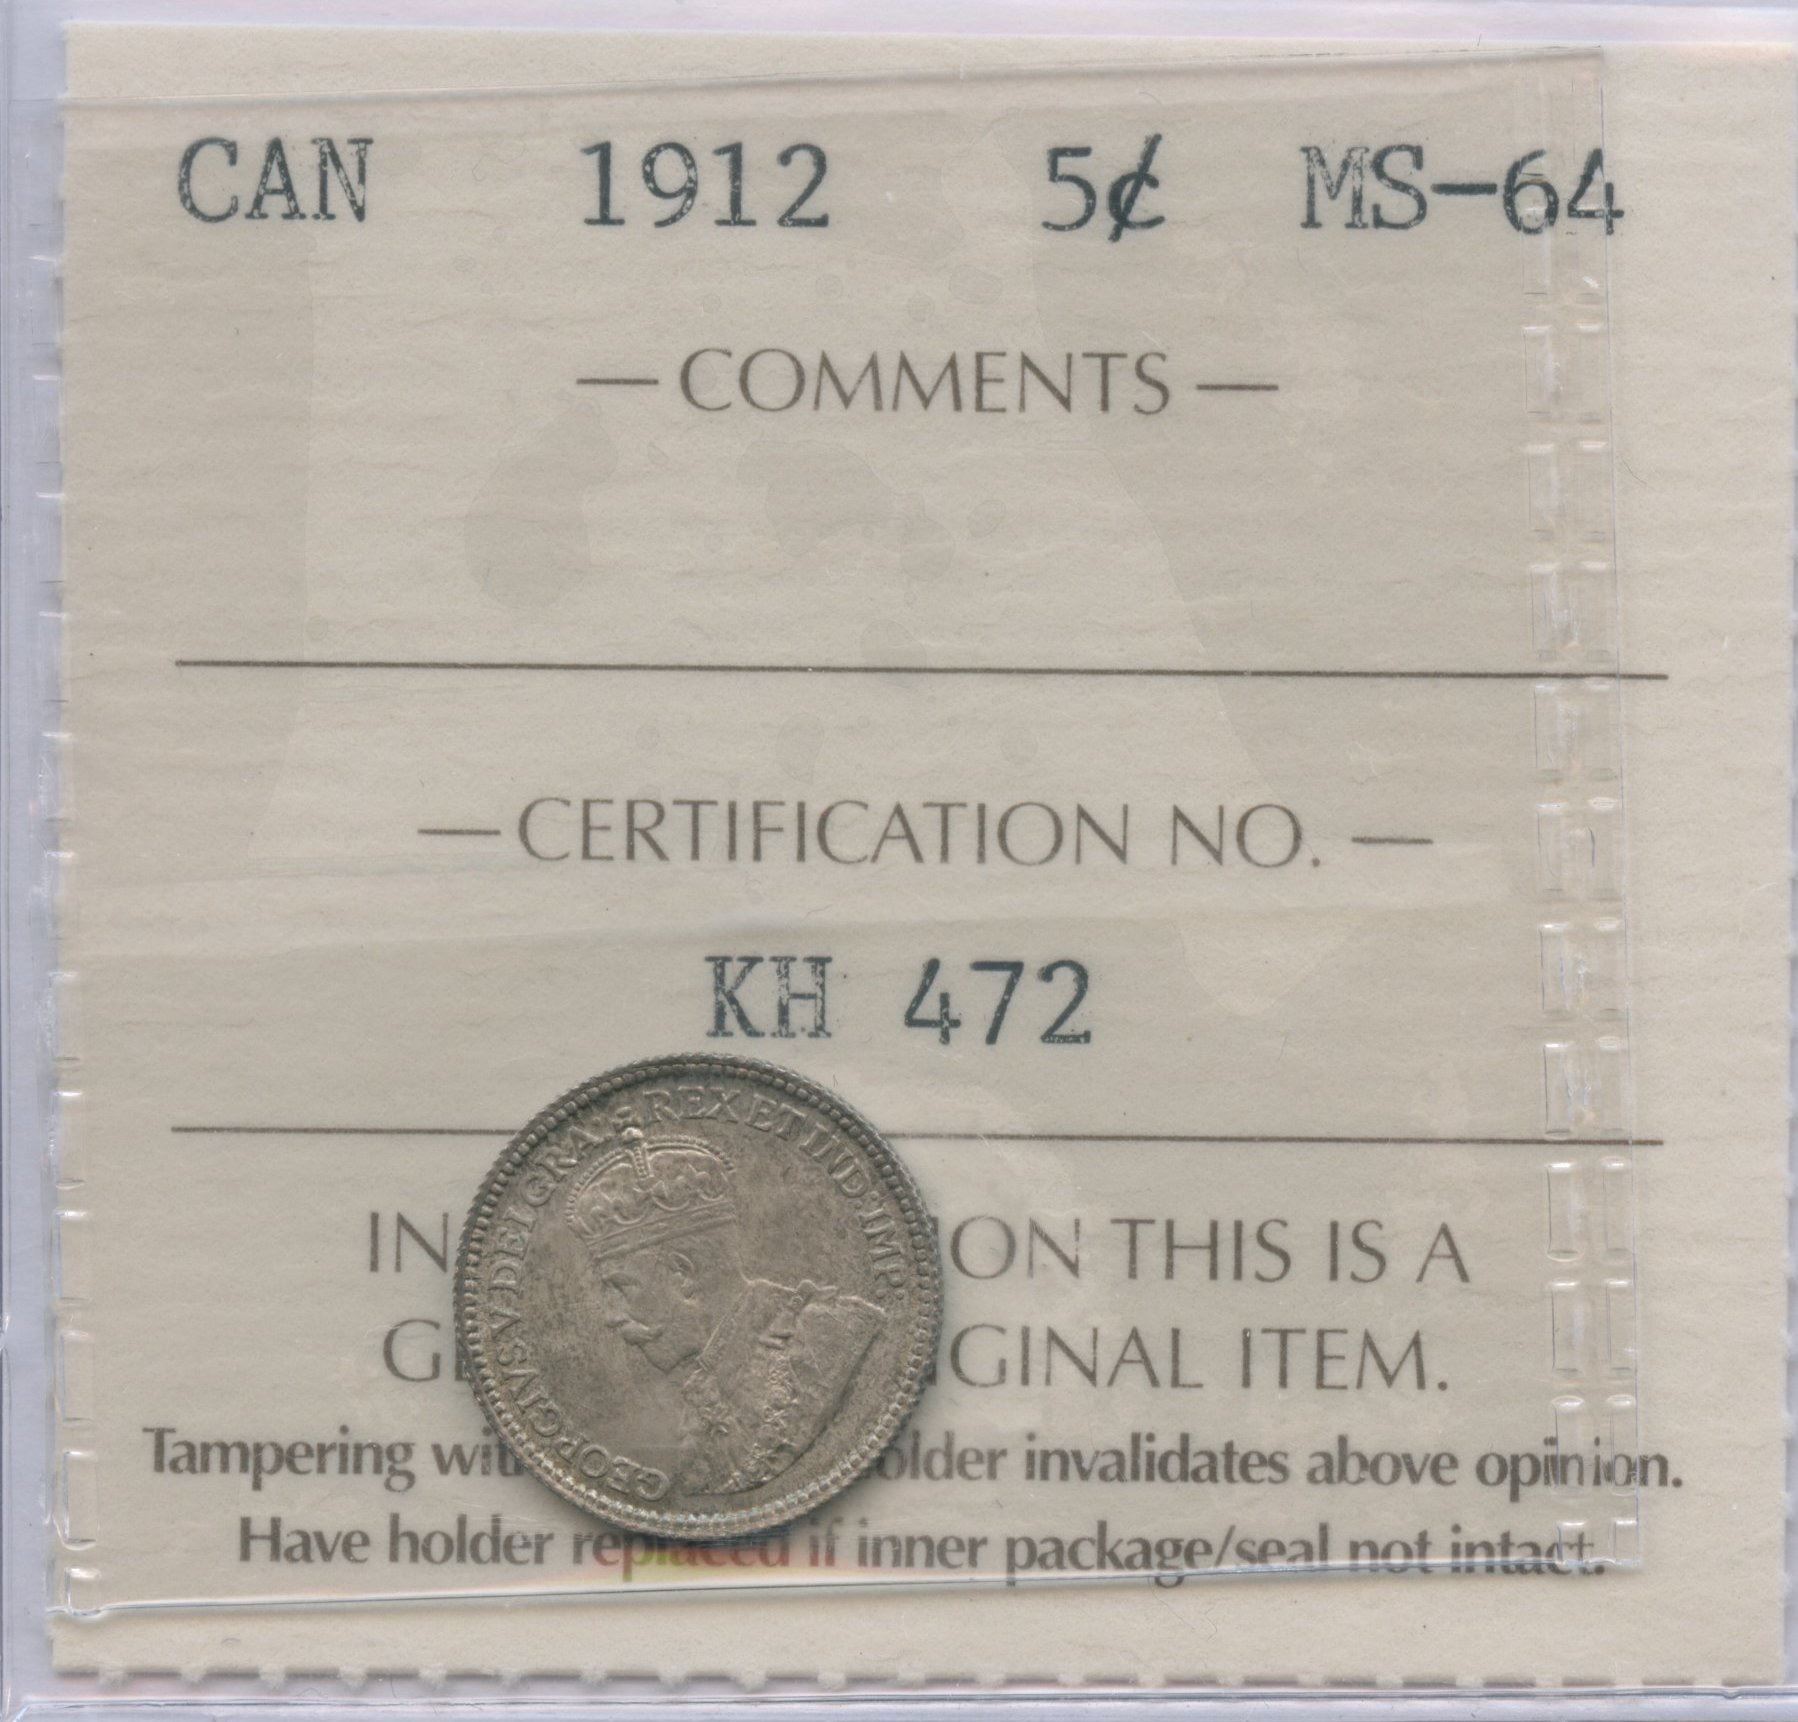 CAN 1912 5¢ MS-64
— COMMENTS —
— CERTIFICATION NO. —
KH 472
GEORGIVS V DEI GRA: REX ET IND: IMP:
IN ON THIS IS A
G GINAL ITEM.
Tampering wit older invalidates above opinion.
Have holder replaced if inner package/seal not intact.